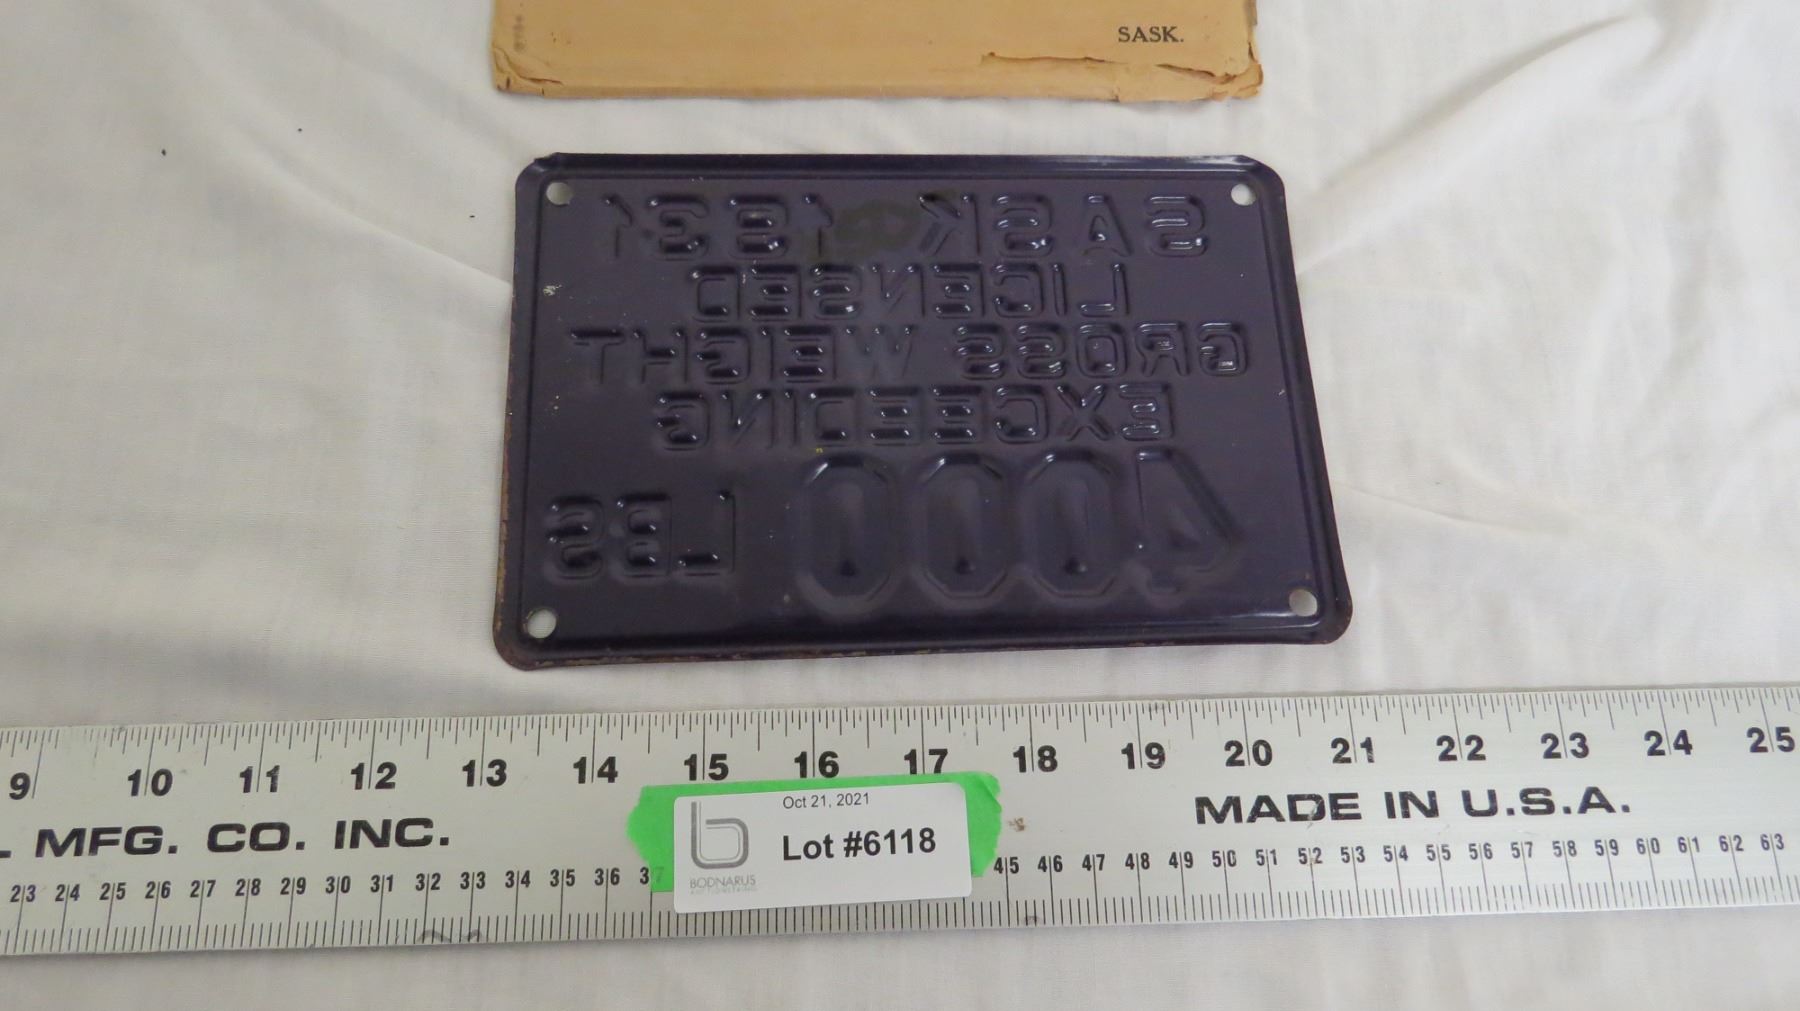 SASK.
SASK 1931
LICENSED
GROSS WEIGHT
EXCEEDING
4000 LBS
9 10 11 12 13 14 15 16 17 18 19 20 21 22 23 24 25
MFG. CO. INC.
MADE IN U.S.A.
Oct 21, 2021
Lot #6118
BODNARUS
AUCTIONEERING
23 24 25 26 27 28 29 30 31 32 33 34 35 36 37 45 46 47 48 49 50 51 52 53 54 55 56 57 58 59 60 61 62 63